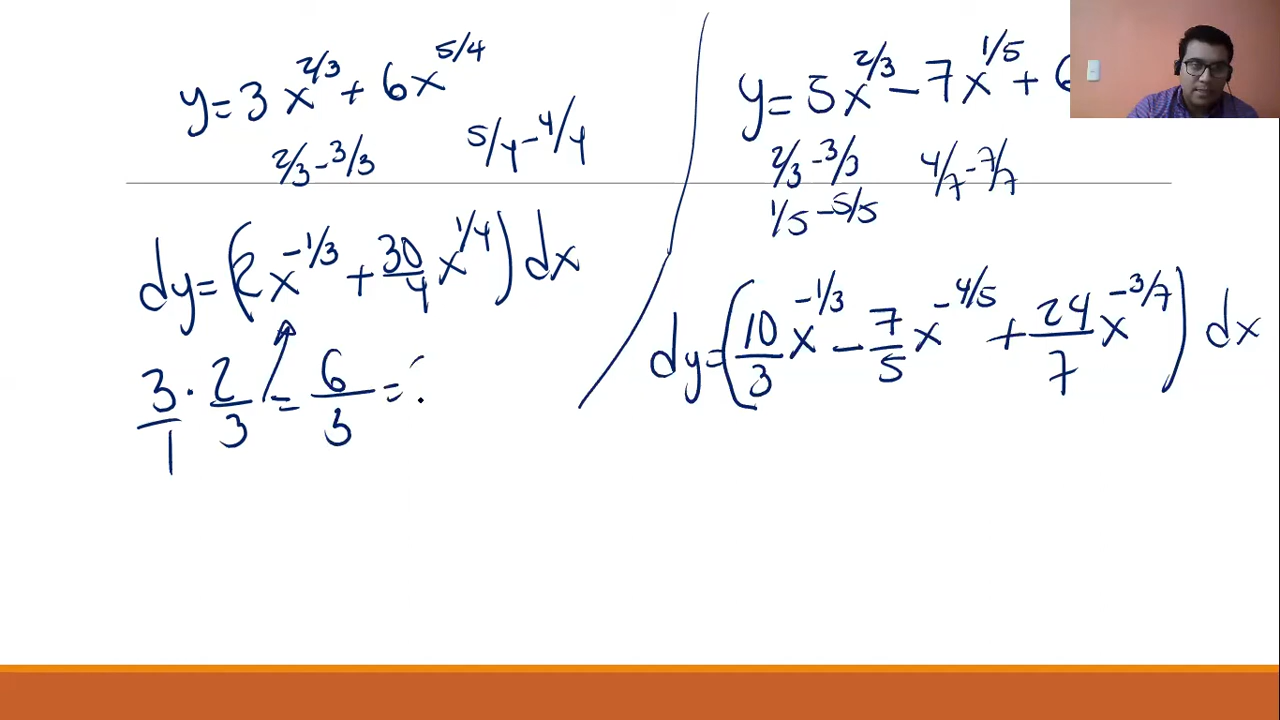 y=3x^{2/3}+6x^{5/4}
2/3-3/3 5/4-4/4
dy=(2x^{-1/3}+30/4 x^{1/4})dx
3/1 · 2/3 = 6/3 =
y=5x^{2/3}-7x^{1/5}+6
2/3-3/3 4/7-7/7
1/5-5/5
dy=(10/3 x^{-1/3}-7/5 x^{-4/5}+24/7 x^{-3/7})dx